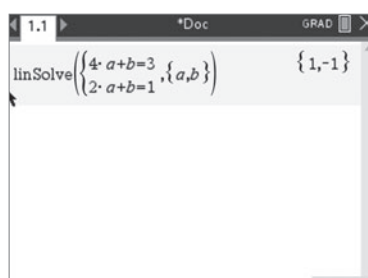 1.1 *Doc GRAD
linSolve({4·a+b=3
2·a+b=1 ,{a,b}) {1,-1}